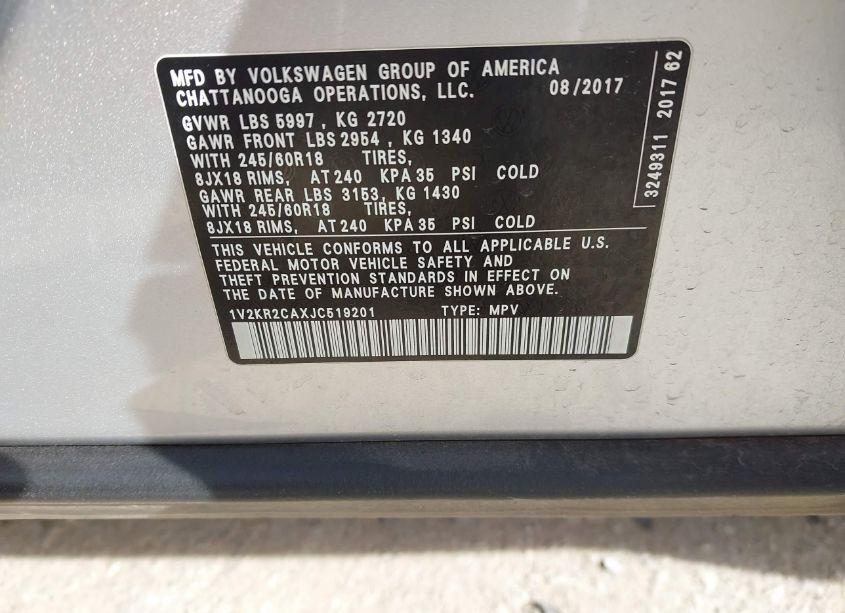 MFD BY VOLKSWAGEN GROUP OF AMERICA
CHATTANOOGA OPERATIONS, LLC. 08/2017
GVWR LBS 5997 , KG 2720
GAWR FRONT LBS 2954 , KG 1340
WITH 245/60R18 TIRES,
8JX18 RIMS, AT 240 KPA 35 PSI COLD
GAWR REAR LBS 3153, KG 1430
WITH 245/60R18 TIRES,
8JX18 RIMS, AT 240 KPA 35 PSI COLD
THIS VEHICLE CONFORMS TO ALL APPLICABLE U.S.
FEDERAL MOTOR VEHICLE SAFETY AND
THEFT PREVENTION STANDARDS IN EFFECT ON
THE DATE OF MANUFACTURE SHOWN ABOVE.
1V2KR2CAXJC519201 TYPE: MPV
3249311 2017 62